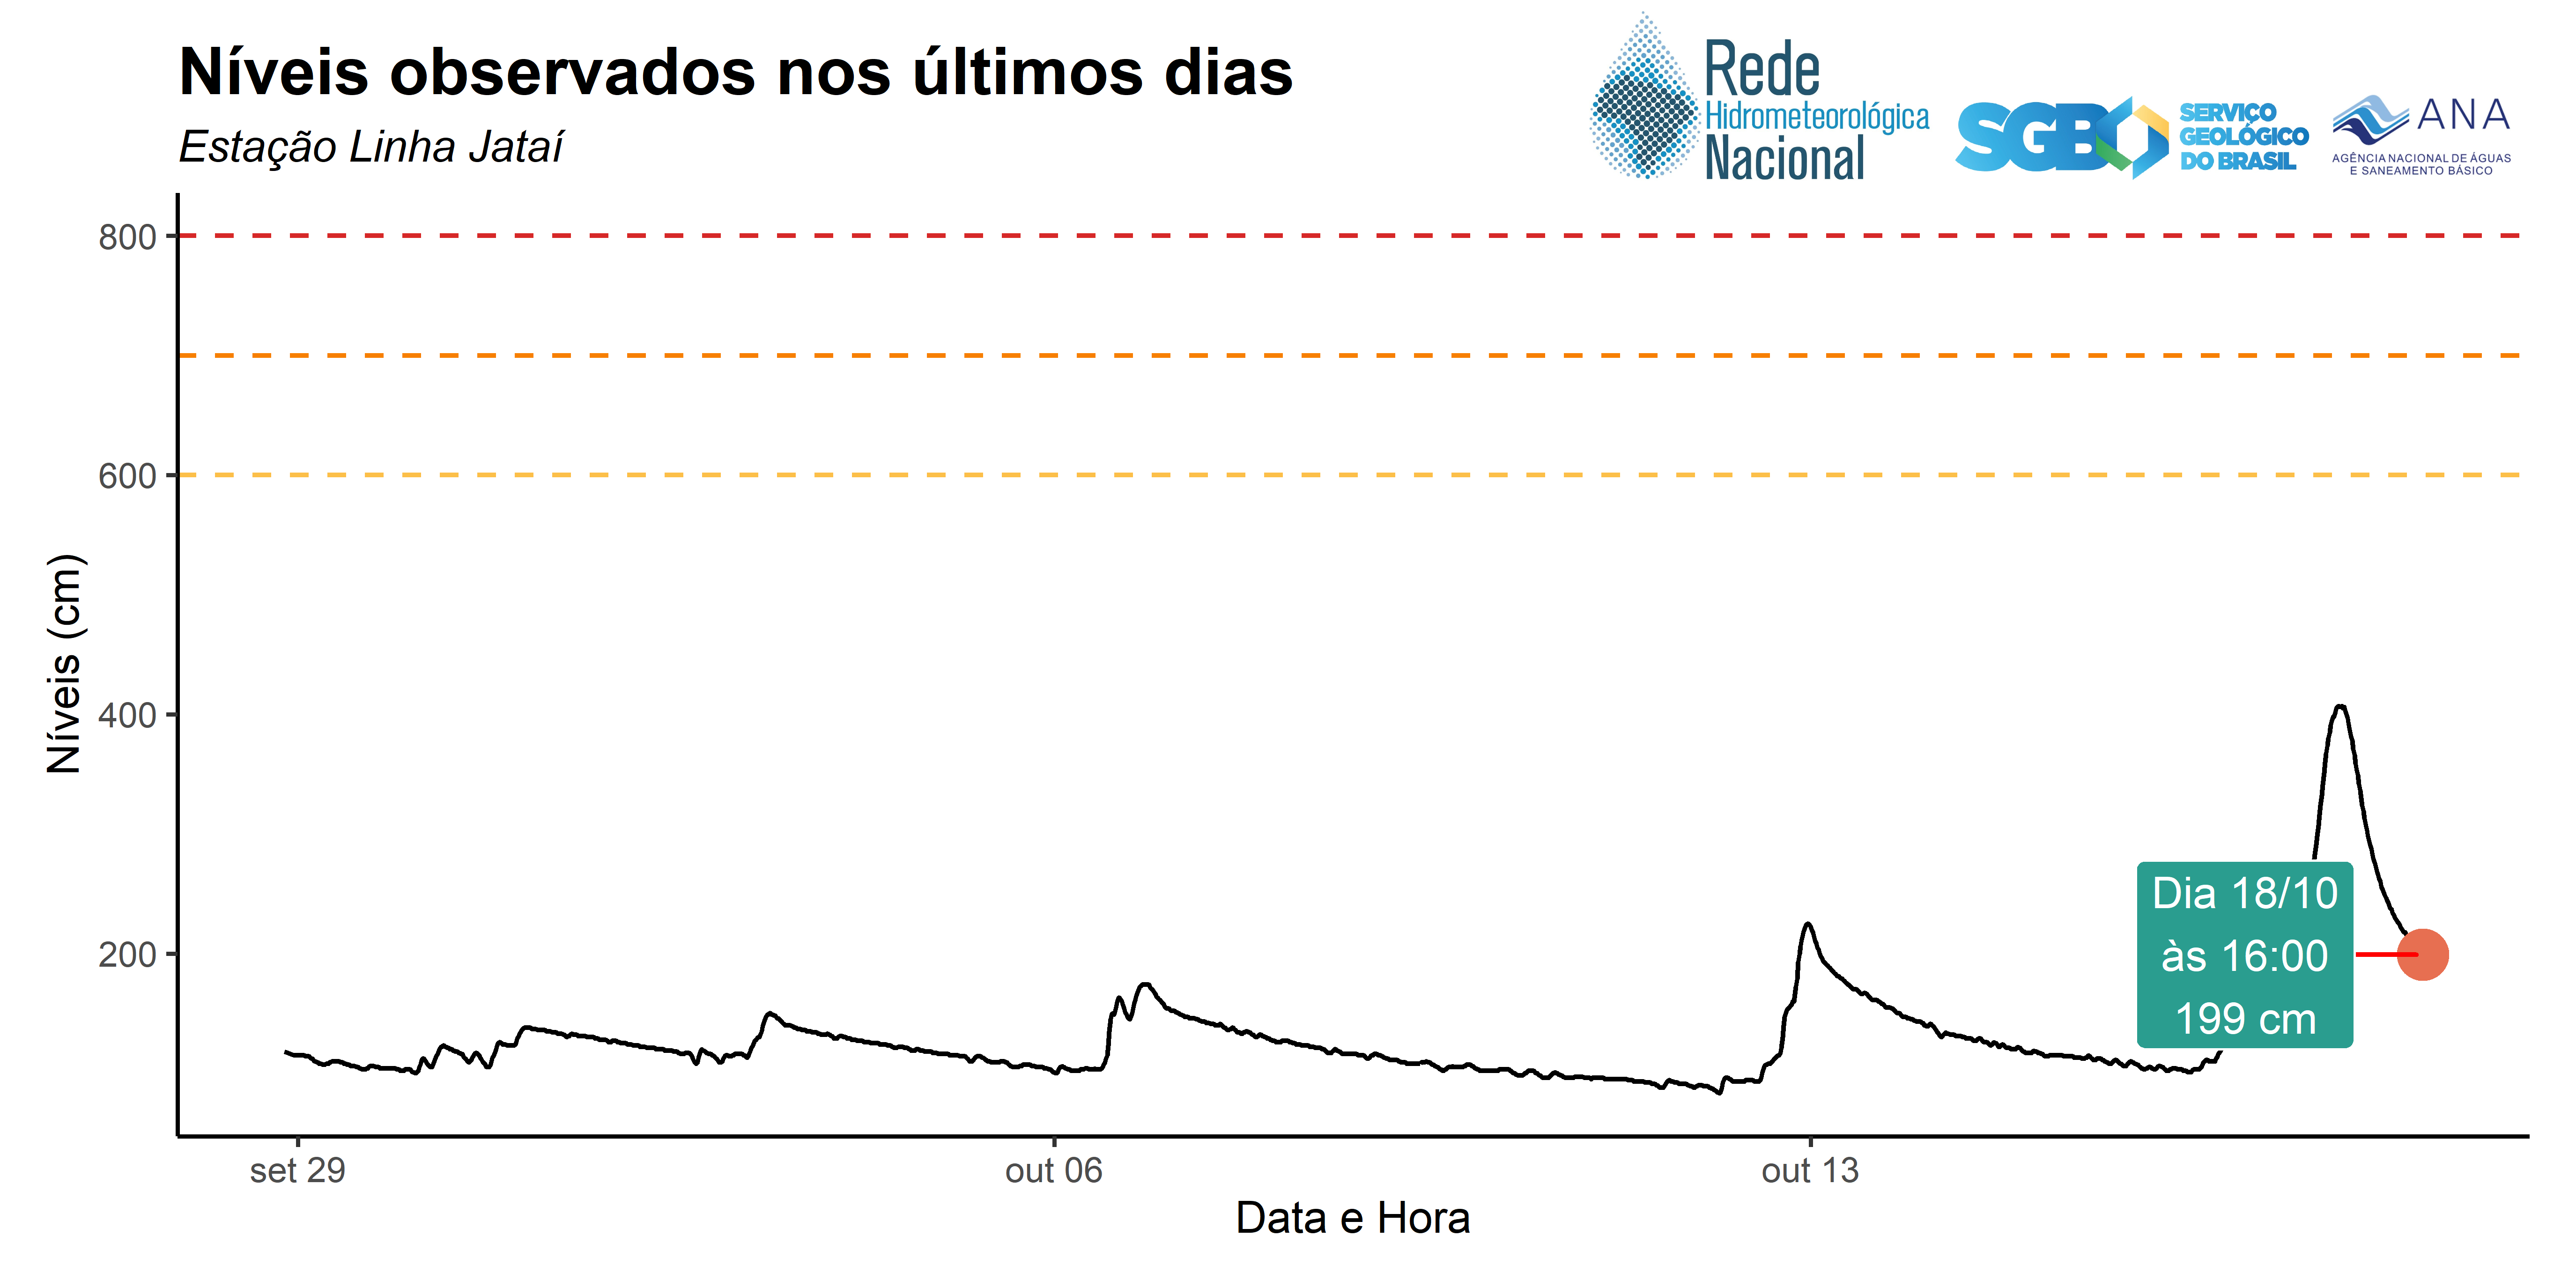 Níveis observados nos últimos dias
Estação Linha Jataí
Rede
Hidrometeorológica
Nacional
SGB
SERVIÇO
GEOLÓGICO
DO BRASIL
ANA
AGÊNCIA NACIONAL DE ÁGUAS
E SANEAMENTO BÁSICO
Níveis (cm)
800
600
400
200
Dia 18/10
às 16:00
199 cm
set 29
out 06
out 13
Data e Hora